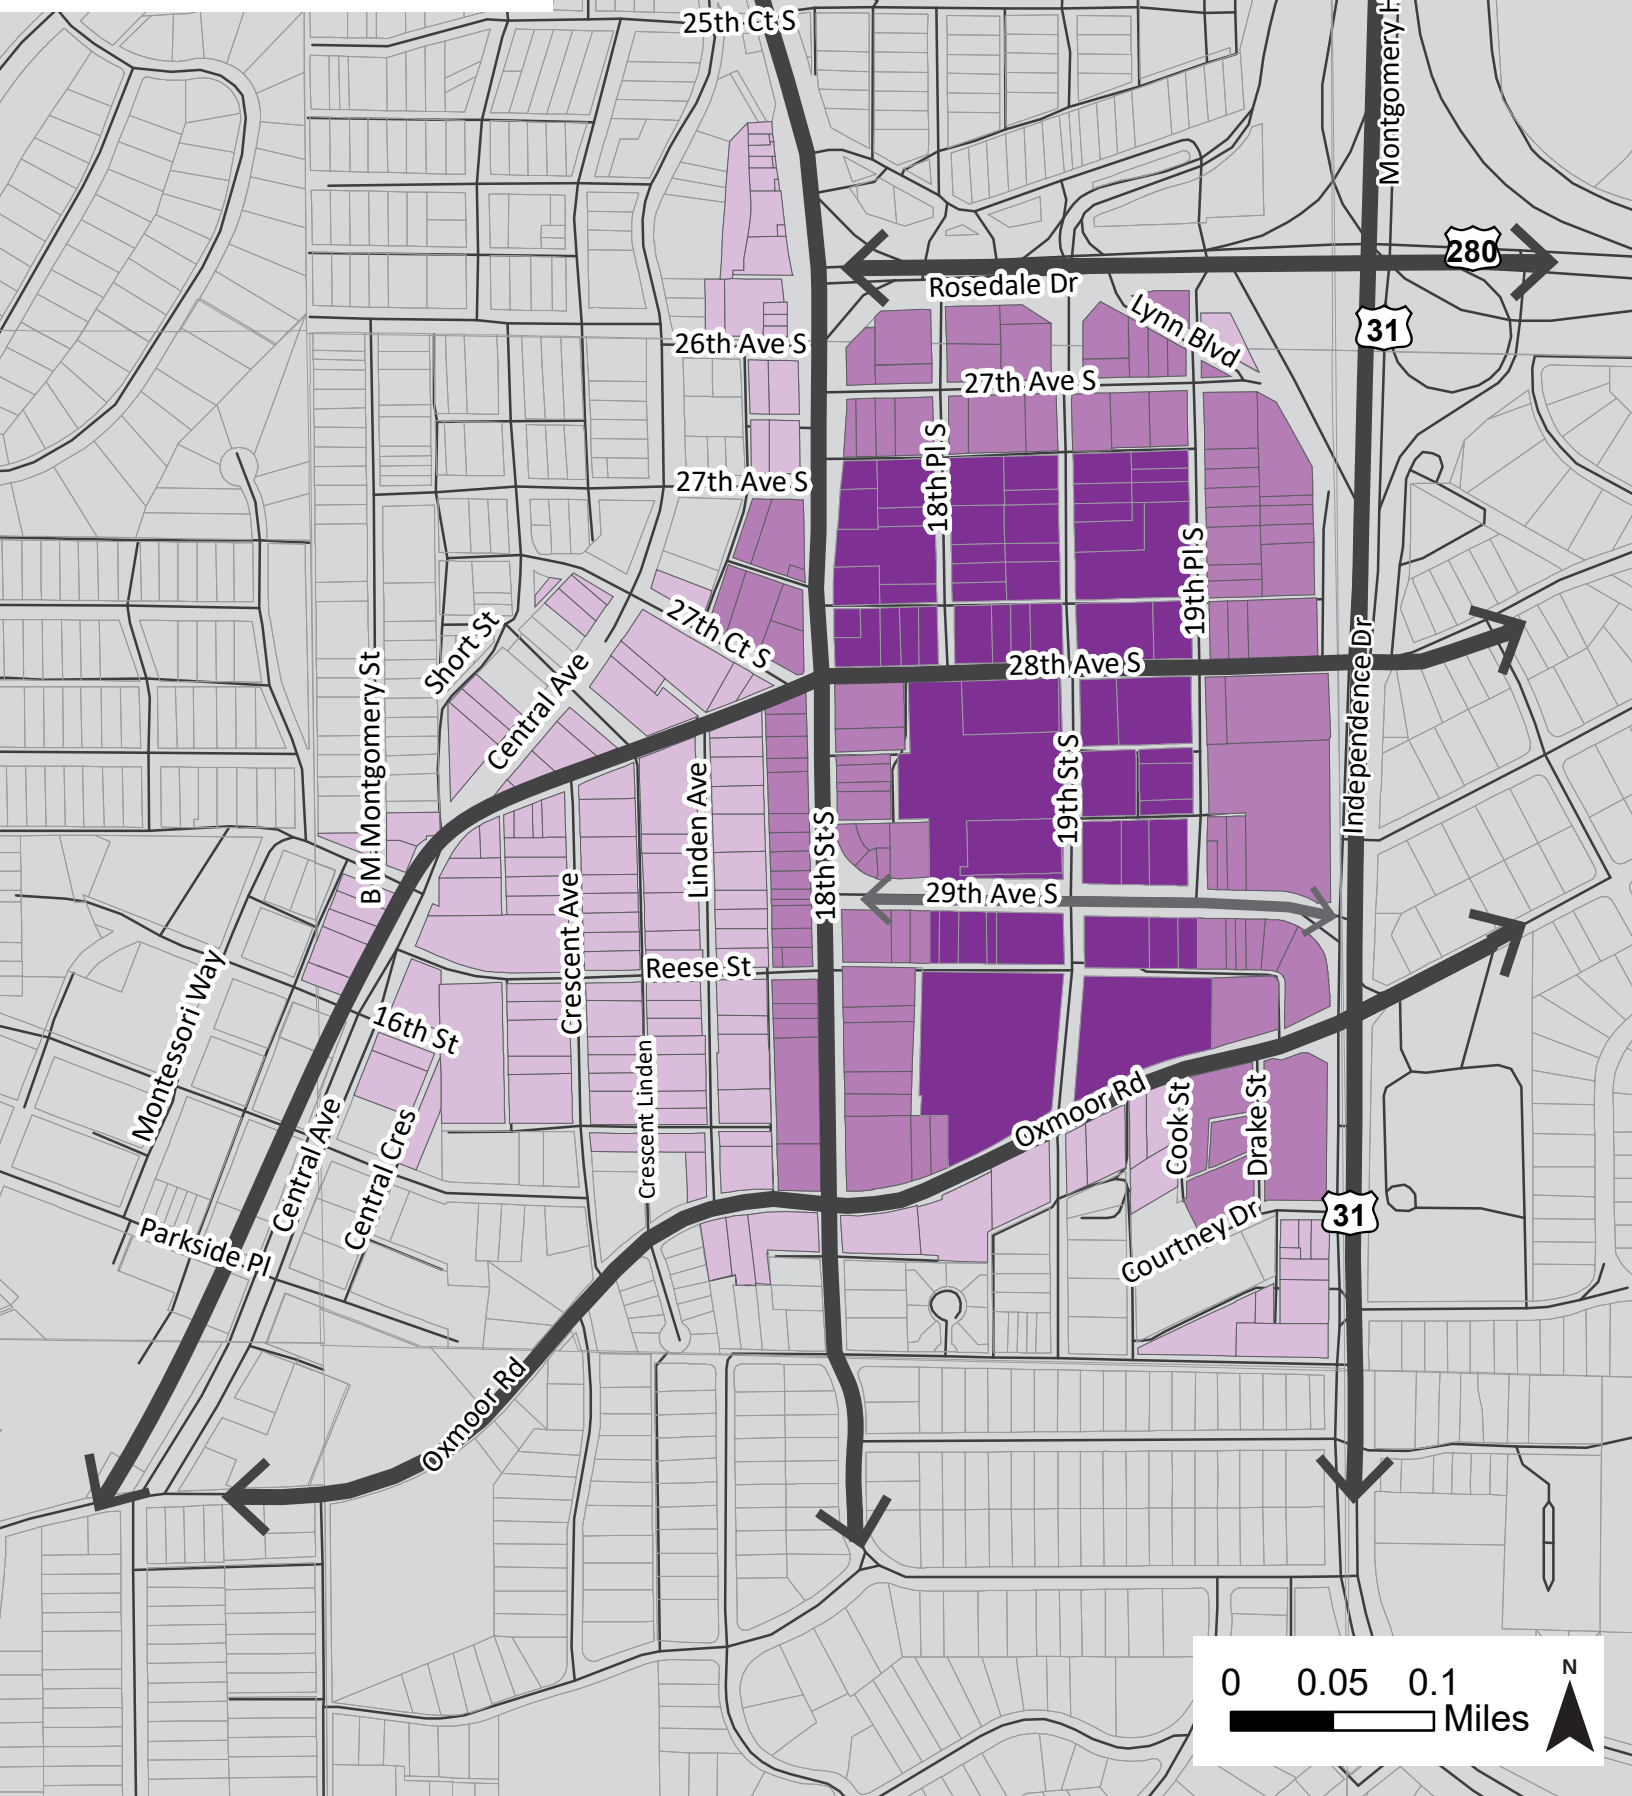 25th Ct S
Montgomery H
280
Rosedale Dr
Lynn Blvd
31
26th Ave S
27th Ave S
18th Pl S
27th Ave S
19th Pl S
27th Ct S
Short St
Central Ave
28th Ave S
B M Montgomery St
Independence Dr
Linden Ave
19th St S
18th St S
29th Ave S
Crescent Ave
Reese St
Montessori Way
16th St
Crescent Linden
Oxmoor Rd
Cook St
Drake St
Central Ave
Central Cres
Parkside Pl
Courtney Dr
31
Oxmoor Rd
N
0 0.05 0.1
Miles